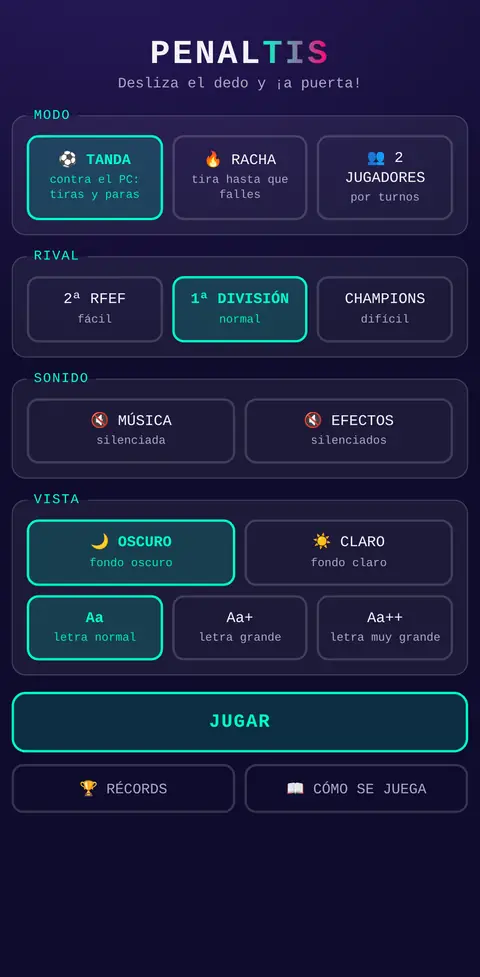 PENALTIS
Desliza el dedo y ¡a puerta!
MODO
⚽ TANDA
contra el PC:
tiras y paras
🔥 RACHA
tira hasta que
falles
👥 2
JUGADORES
por turnos
RIVAL
2ª RFEF
fácil
1ª DIVISIÓN
normal
CHAMPIONS
difícil
SONIDO
🔇 MÚSICA
silenciada
🔇 EFECTOS
silenciados
VISTA
🌙 OSCURO
fondo oscuro
☀️ CLARO
fondo claro
Aa
letra normal
Aa+
letra grande
Aa++
letra muy grande
JUGAR
🏆 RÉCORDS
📖 CÓMO SE JUEGA